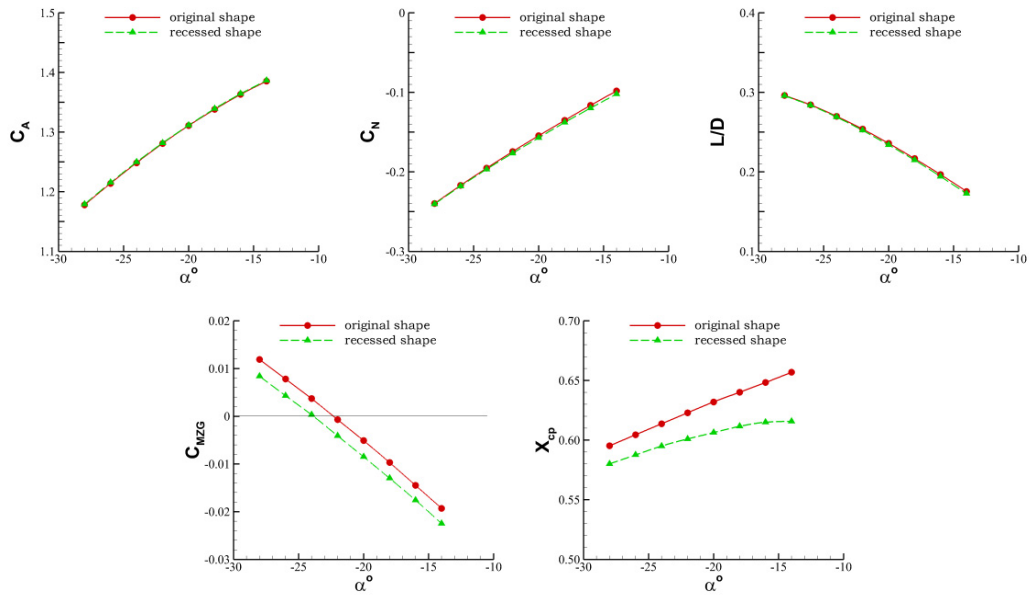 original shape
recessed shape
1.5
1.4
1.3
1.2
1.1
C_A
-30 -25 -20 -15 -10
α°
original shape
recessed shape
-0
-0.1
-0.2
-0.3
C_N
-30 -25 -20 -15 -10
α°
original shape
recessed shape
0.4
0.3
0.2
0.1
L/D
-30 -25 -20 -15 -10
α°
original shape
recessed shape
0.02
0.01
0
-0.01
-0.02
-0.03
C_MZG
-30 -25 -20 -15 -10
α°
original shape
recessed shape
0.70
0.65
0.60
0.55
0.50
X_cp
-30 -25 -20 -15 -10
α°